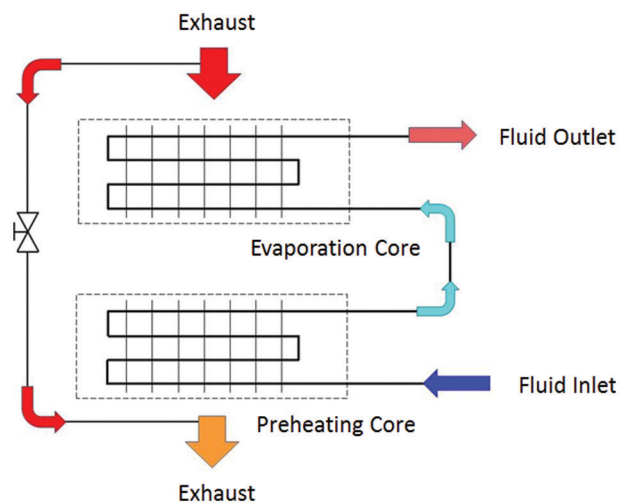 Exhaust
Fluid Outlet
Evaporation Core
Fluid Inlet
Preheating Core
Exhaust